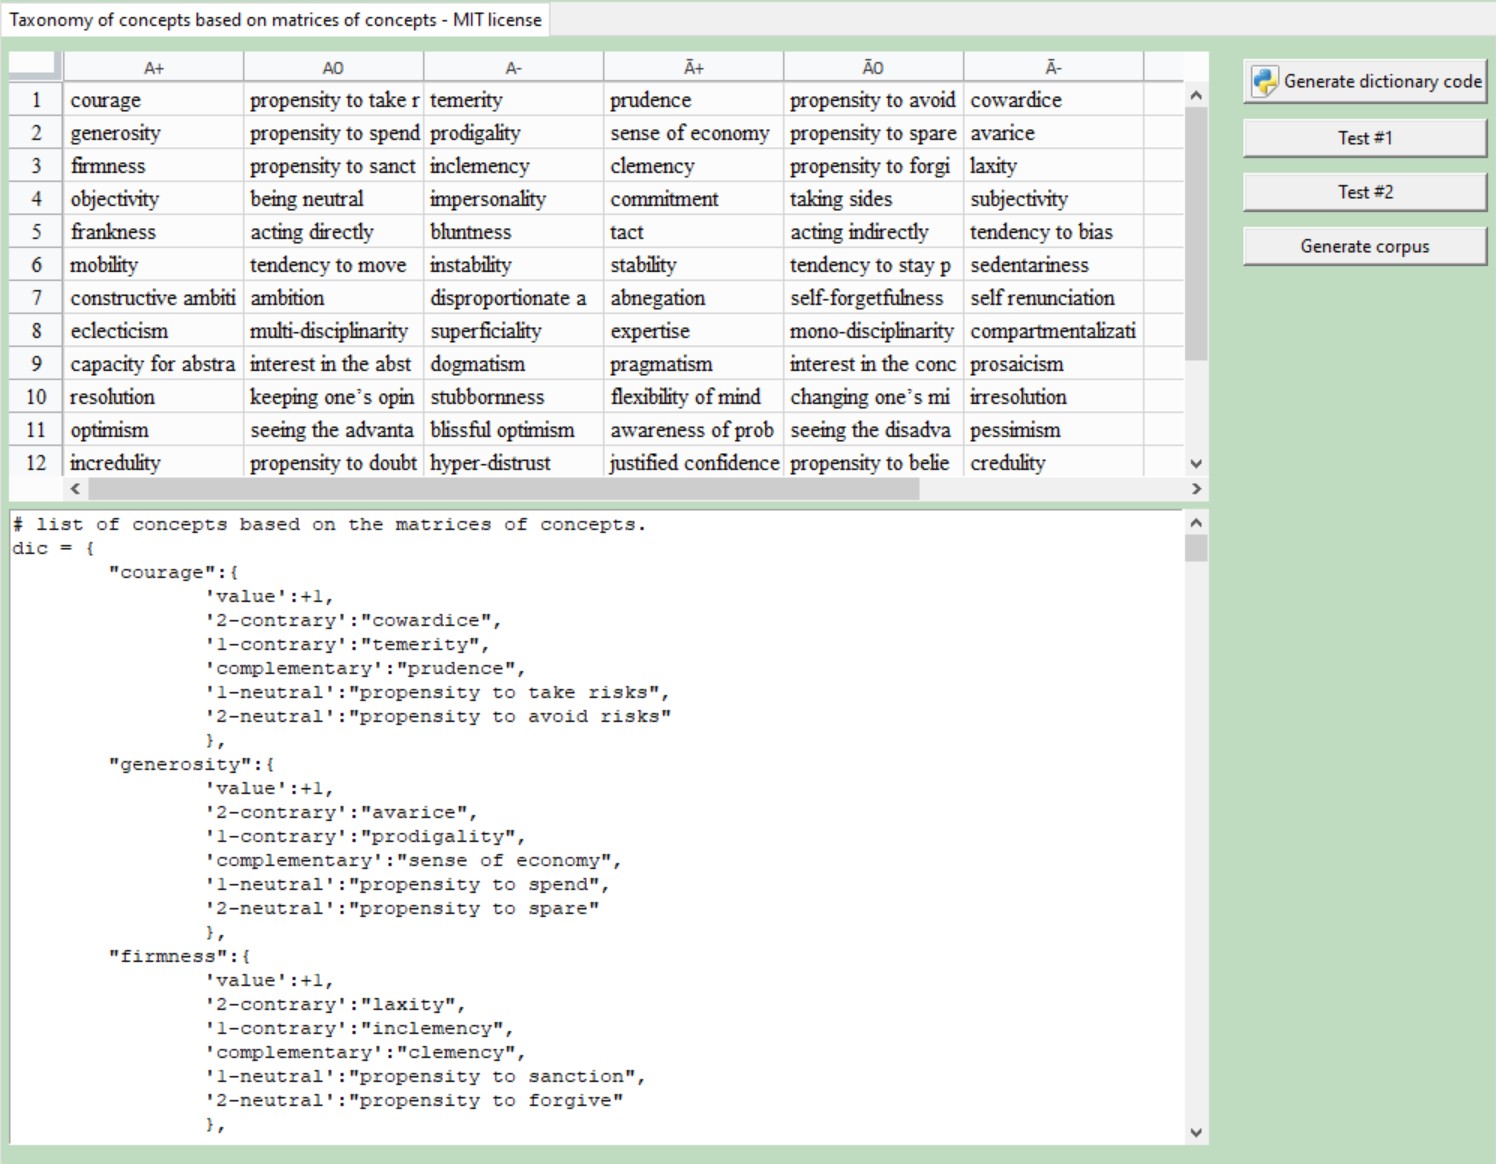 Taxonomy of concepts based on matrices of concepts - MIT license
A+ A0 A- Ā+ Ā0 Ā-
1 courage propensity to take r temerity prudence propensity to avoid cowardice
2 generosity propensity to spend prodigality sense of economy propensity to spare avarice
3 firmness propensity to sanct inclemency clemency propensity to forgi laxity
4 objectivity being neutral impersonality commitment taking sides subjectivity
5 frankness acting directly bluntness tact acting indirectly tendency to bias
6 mobility tendency to move instability stability tendency to stay p sedentariness
7 constructive ambiti ambition disproportionate a abnegation self-forgetfulness self renunciation
8 eclecticism multi-disciplinarity superficiality expertise mono-disciplinarity compartmentalizati
9 capacity for abstra interest in the abst dogmatism pragmatism interest in the conc prosaicism
10 resolution keeping one's opin stubbornness flexibility of mind changing one's mi irresolution
11 optimism seeing the advanta blissful optimism awareness of prob seeing the disadva pessimism
12 incredulity propensity to doubt hyper-distrust justified confidence propensity to belie credulity
Generate dictionary code
Test #1
Test #2
Generate corpus
# list of concepts based on the matrices of concepts.
dic = {
"courage":{
'value':+1,
'2-contrary':"cowardice",
'1-contrary':"temerity",
'complementary':"prudence",
'1-neutral':"propensity to take risks",
'2-neutral':"propensity to avoid risks"
},
"generosity":{
'value':+1,
'2-contrary':"avarice",
'1-contrary':"prodigality",
'complementary':"sense of economy",
'1-neutral':"propensity to spend",
'2-neutral':"propensity to spare"
},
"firmness":{
'value':+1,
'2-contrary':"laxity",
'1-contrary':"inclemency",
'complementary':"clemency",
'1-neutral':"propensity to sanction",
'2-neutral':"propensity to forgive"
},